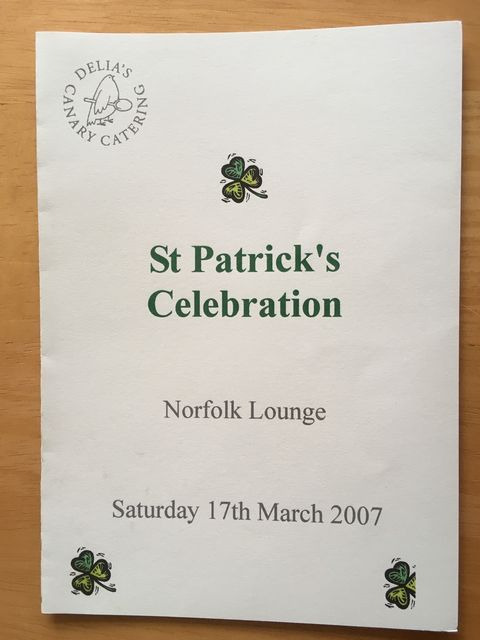 DELIA'S
CANARY CATERING
St Patrick's
Celebration
Norfolk Lounge
Saturday 17th March 2007